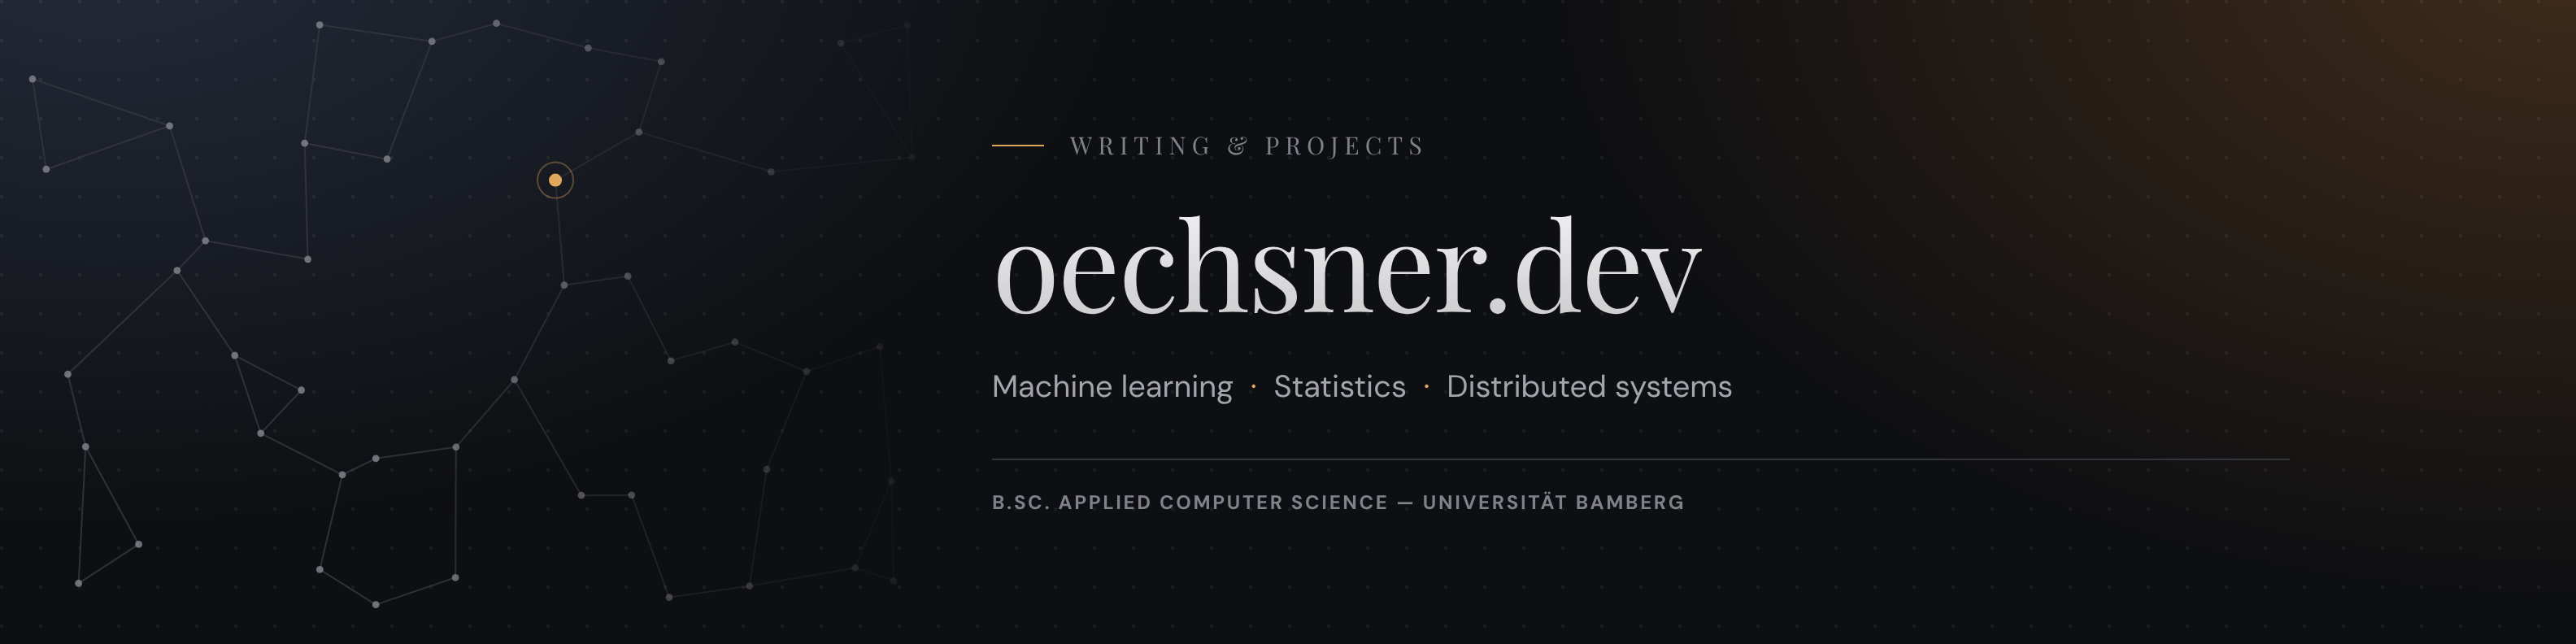 WRITING & PROJECTS
oechsner.dev
Machine learning · Statistics · Distributed systems
B.SC. APPLIED COMPUTER SCIENCE — UNIVERSITÄT BAMBERG